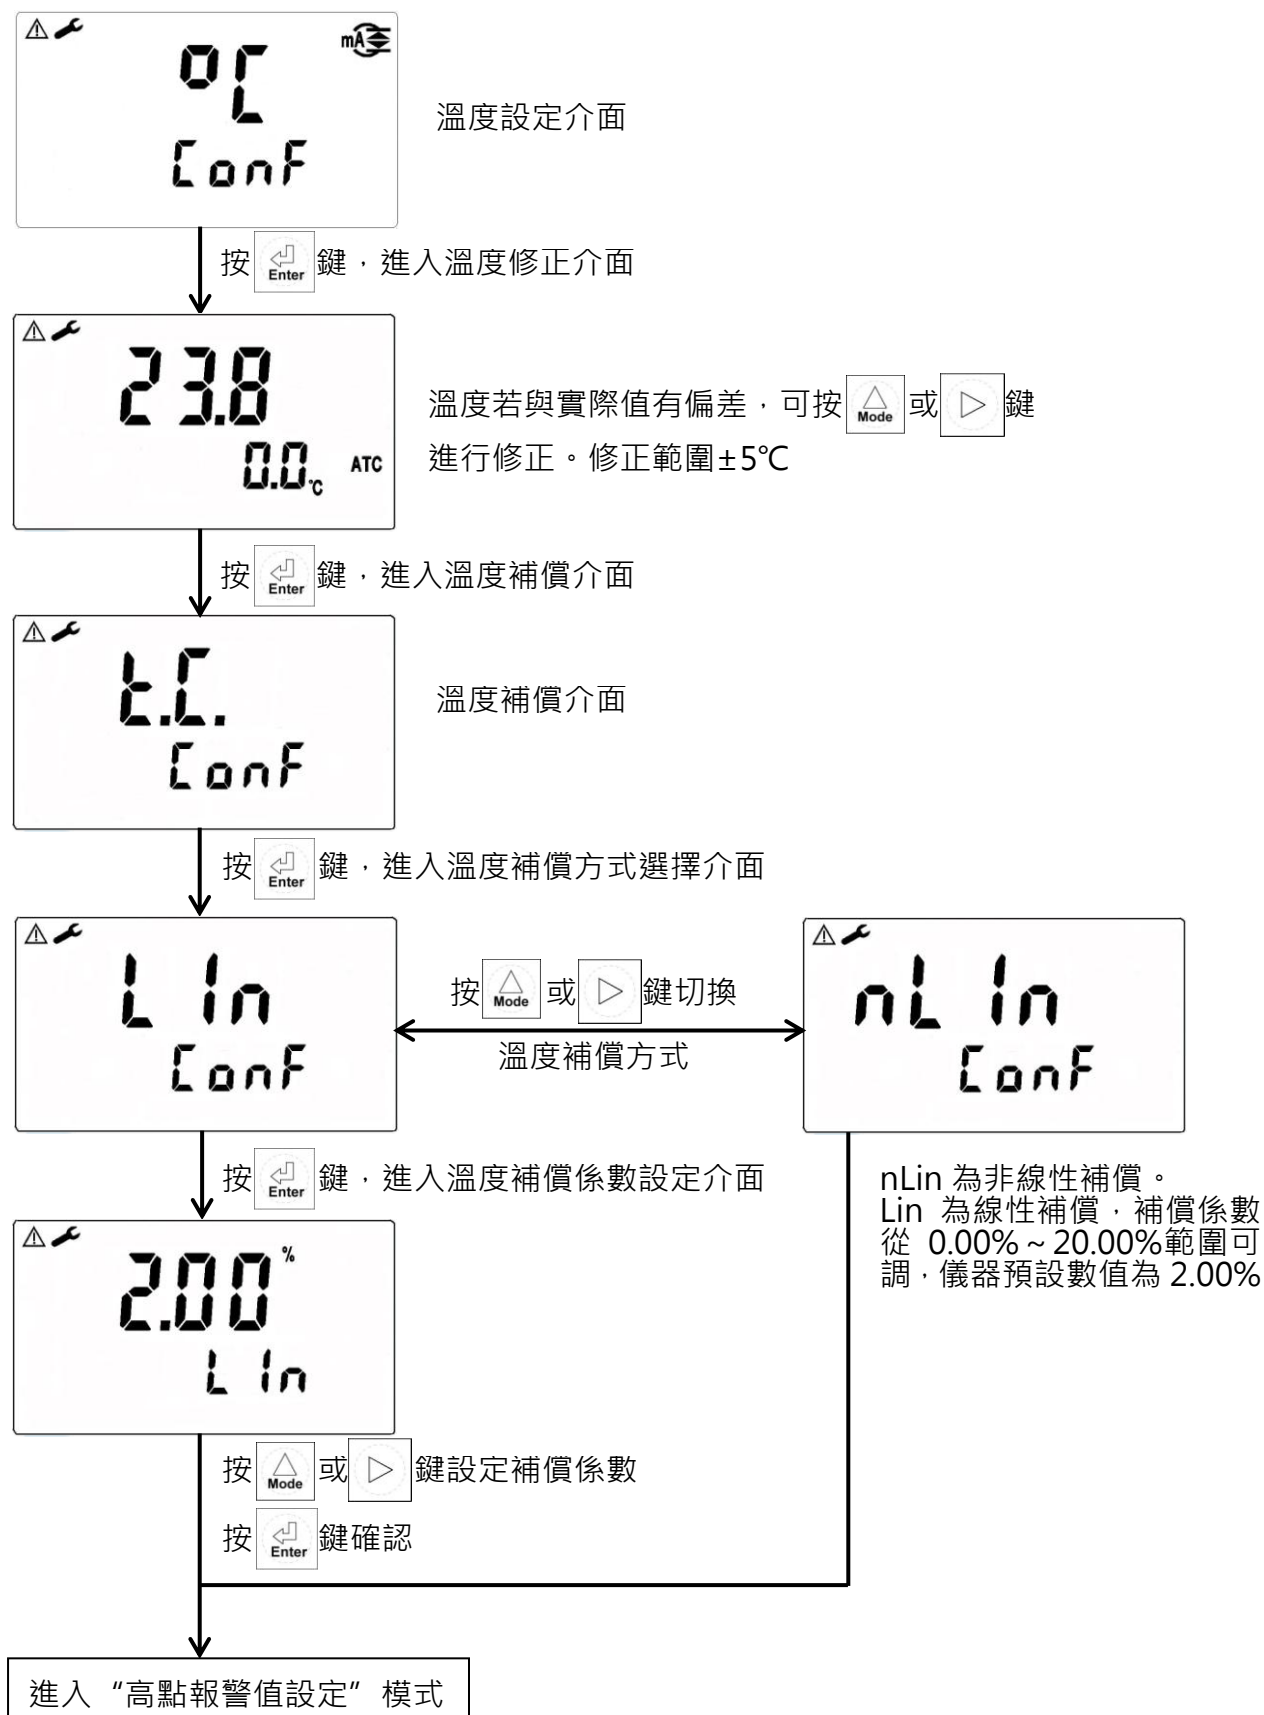 mA
°C
ConF
溫度設定介面
按 Enter 鍵，進入溫度修正介面
23.8
0.0 ℃ ATC
溫度若與實際值有偏差，可按 Mode 或 鍵
進行修正。修正範圍±5℃
按 Enter 鍵，進入溫度補償介面
t.C.
ConF
溫度補償介面
按 Enter 鍵，進入溫度補償方式選擇介面
LIn
ConF
按 Mode 或 鍵切換
溫度補償方式
nLIn
ConF
按 Enter 鍵，進入溫度補償係數設定介面
nLin 為非線性補償。
Lin 為線性補償，補償係數
從 0.00%～20.00%範圍可
調，儀器預設數值為 2.00%
2.00 %
LIn
按 Mode 或 鍵設定補償係數
按 Enter 鍵確認
進入 “高點報警值設定” 模式